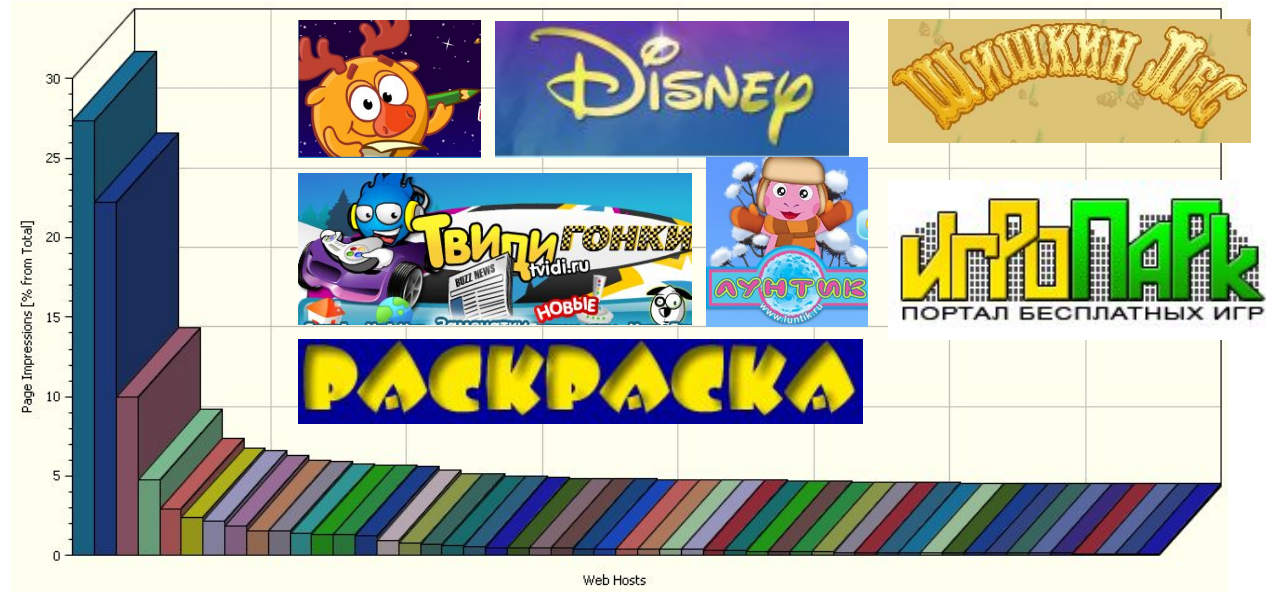 Disney
Шишкин Лес
30
25
20
15
10
5
0
Page Impressions [% from Total]
Твиди
ГОНКИ
tvidi.ru
BUZZ NEWS
НОВЫЕ
ЛУНТИК
www.luntik.ru
ИГРОПАРК
ПОРТАЛ БЕСПЛАТНЫХ ИГР
РАСКРАСКА
Web Hosts